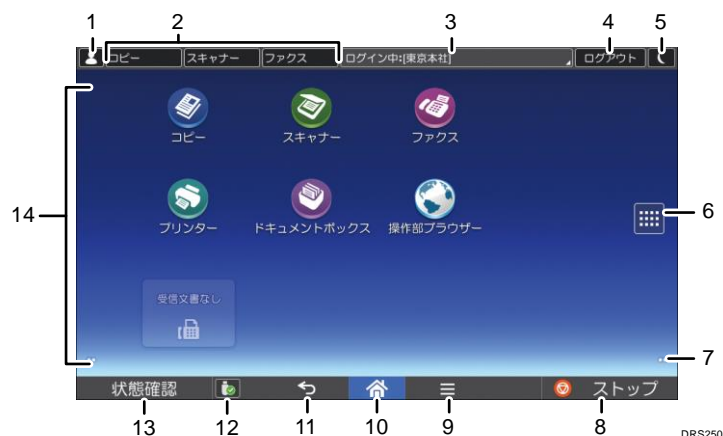 1 2 3 4 5
コピー スキャナー ファクス ログイン中:[東京本社] ログアウト
コピー スキャナー ファクス
14 6
プリンター ドキュメントボックス 操作部ブラウザー
受信文書なし
7
状態確認 ストップ
13 12 11 10 9 8
DRS250